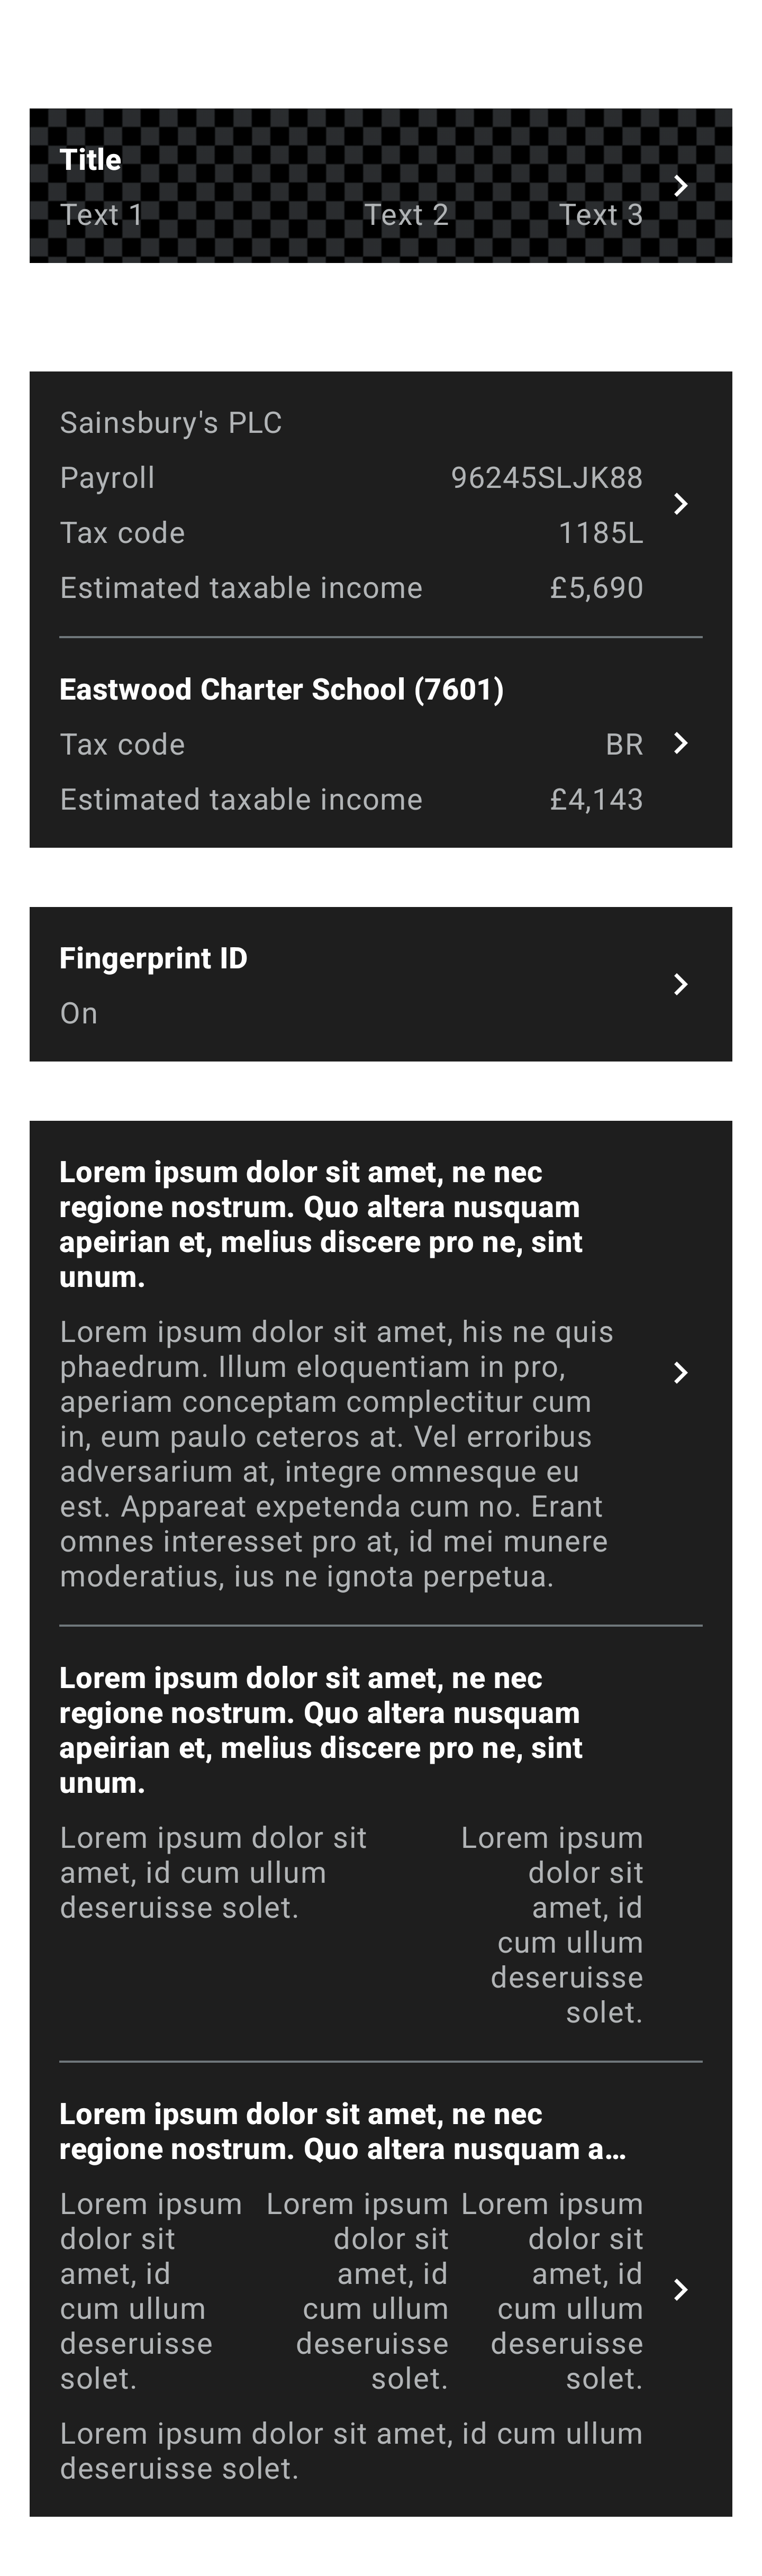 Title
Text 1 Text 2 Text 3
Sainsbury's PLC
Payroll 96245SLJK88
Tax code 1185L
Estimated taxable income £5,690
Eastwood Charter School (7601)
Tax code BR
Estimated taxable income £4,143
Fingerprint ID
On
Lorem ipsum dolor sit amet, ne nec
regione nostrum. Quo altera nusquam
apeirian et, melius discere pro ne, sint
unum.
Lorem ipsum dolor sit amet, his ne quis
phaedrum. Illum eloquentiam in pro,
aperiam conceptam complectitur cum
in, eum paulo ceteros at. Vel erroribus
adversarium at, integre omnesque eu
est. Appareat expetenda cum no. Erant
omnes interesset pro at, id mei munere
moderatius, ius ne ignota perpetua.
Lorem ipsum dolor sit amet, ne nec
regione nostrum. Quo altera nusquam
apeirian et, melius discere pro ne, sint
unum.
Lorem ipsum dolor sit
amet, id cum ullum
deseruisse solet.
Lorem ipsum
dolor sit
amet, id
cum ullum
deseruisse
solet.
Lorem ipsum dolor sit amet, ne nec
regione nostrum. Quo altera nusquam a…
Lorem ipsum
dolor sit
amet, id
cum ullum
deseruisse
solet.
Lorem ipsum
dolor sit
amet, id
cum ullum
deseruisse
solet.
Lorem ipsum
dolor sit
amet, id
cum ullum
deseruisse
solet.
Lorem ipsum dolor sit amet, id cum ullum
deseruisse solet.